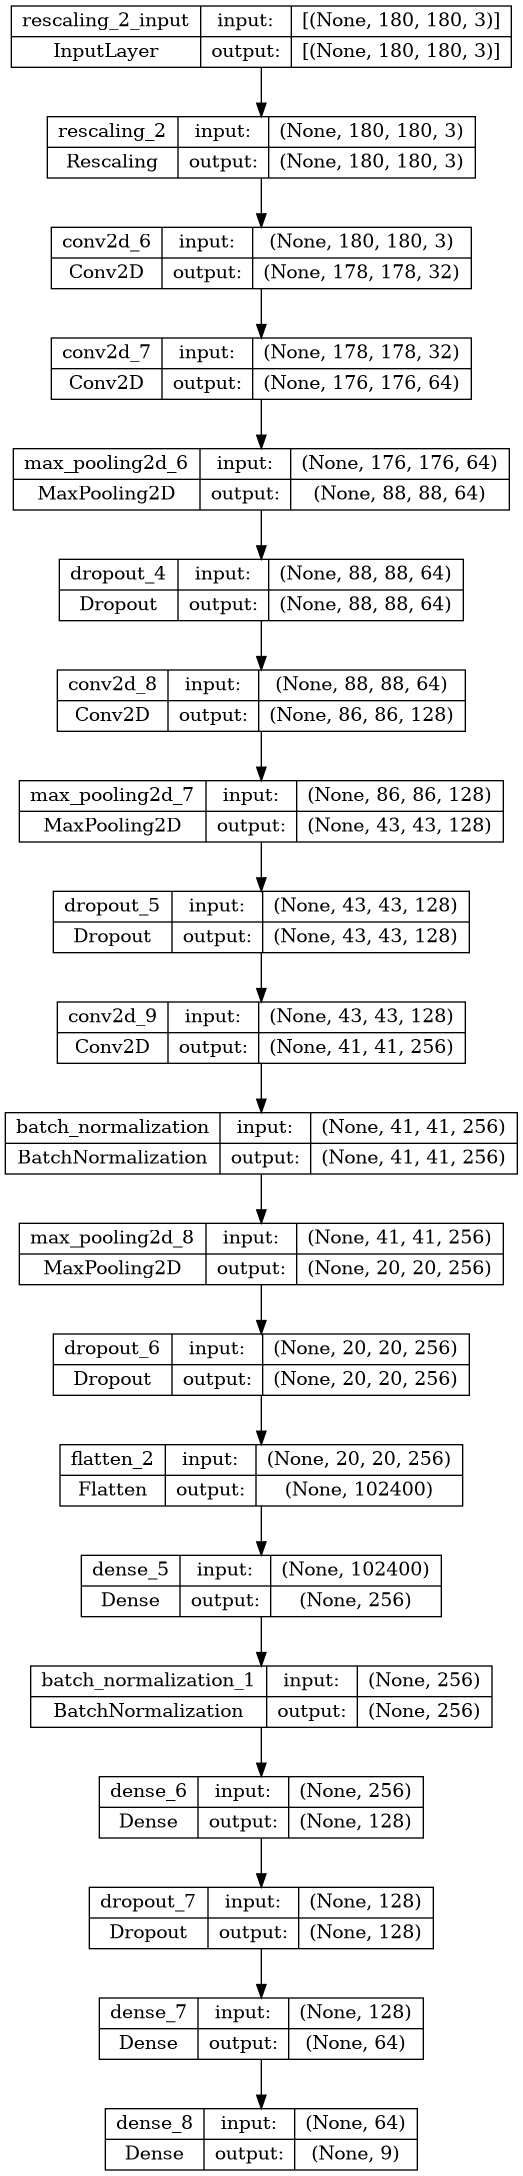 rescaling_2_input input: [(None, 180, 180, 3)]
InputLayer output: [(None, 180, 180, 3)]
rescaling_2 input: (None, 180, 180, 3)
Rescaling output: (None, 180, 180, 3)
conv2d_6 input: (None, 180, 180, 3)
Conv2D output: (None, 178, 178, 32)
conv2d_7 input: (None, 178, 178, 32)
Conv2D output: (None, 176, 176, 64)
max_pooling2d_6 input: (None, 176, 176, 64)
MaxPooling2D output: (None, 88, 88, 64)
dropout_4 input: (None, 88, 88, 64)
Dropout output: (None, 88, 88, 64)
conv2d_8 input: (None, 88, 88, 64)
Conv2D output: (None, 86, 86, 128)
max_pooling2d_7 input: (None, 86, 86, 128)
MaxPooling2D output: (None, 43, 43, 128)
dropout_5 input: (None, 43, 43, 128)
Dropout output: (None, 43, 43, 128)
conv2d_9 input: (None, 43, 43, 128)
Conv2D output: (None, 41, 41, 256)
batch_normalization input: (None, 41, 41, 256)
BatchNormalization output: (None, 41, 41, 256)
max_pooling2d_8 input: (None, 41, 41, 256)
MaxPooling2D output: (None, 20, 20, 256)
dropout_6 input: (None, 20, 20, 256)
Dropout output: (None, 20, 20, 256)
flatten_2 input: (None, 20, 20, 256)
Flatten output: (None, 102400)
dense_5 input: (None, 102400)
Dense output: (None, 256)
batch_normalization_1 input: (None, 256)
BatchNormalization output: (None, 256)
dense_6 input: (None, 256)
Dense output: (None, 128)
dropout_7 input: (None, 128)
Dropout output: (None, 128)
dense_7 input: (None, 128)
Dense output: (None, 64)
dense_8 input: (None, 64)
Dense output: (None, 9)